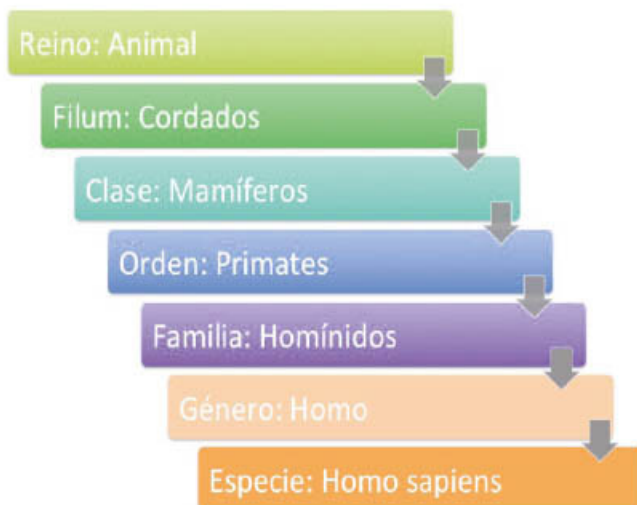 Reino: Animal
Filum: Cordados
Clase: Mamíferos
Orden: Primates
Familia: Homínidos
Género: Homo
Especie: Homo sapiens